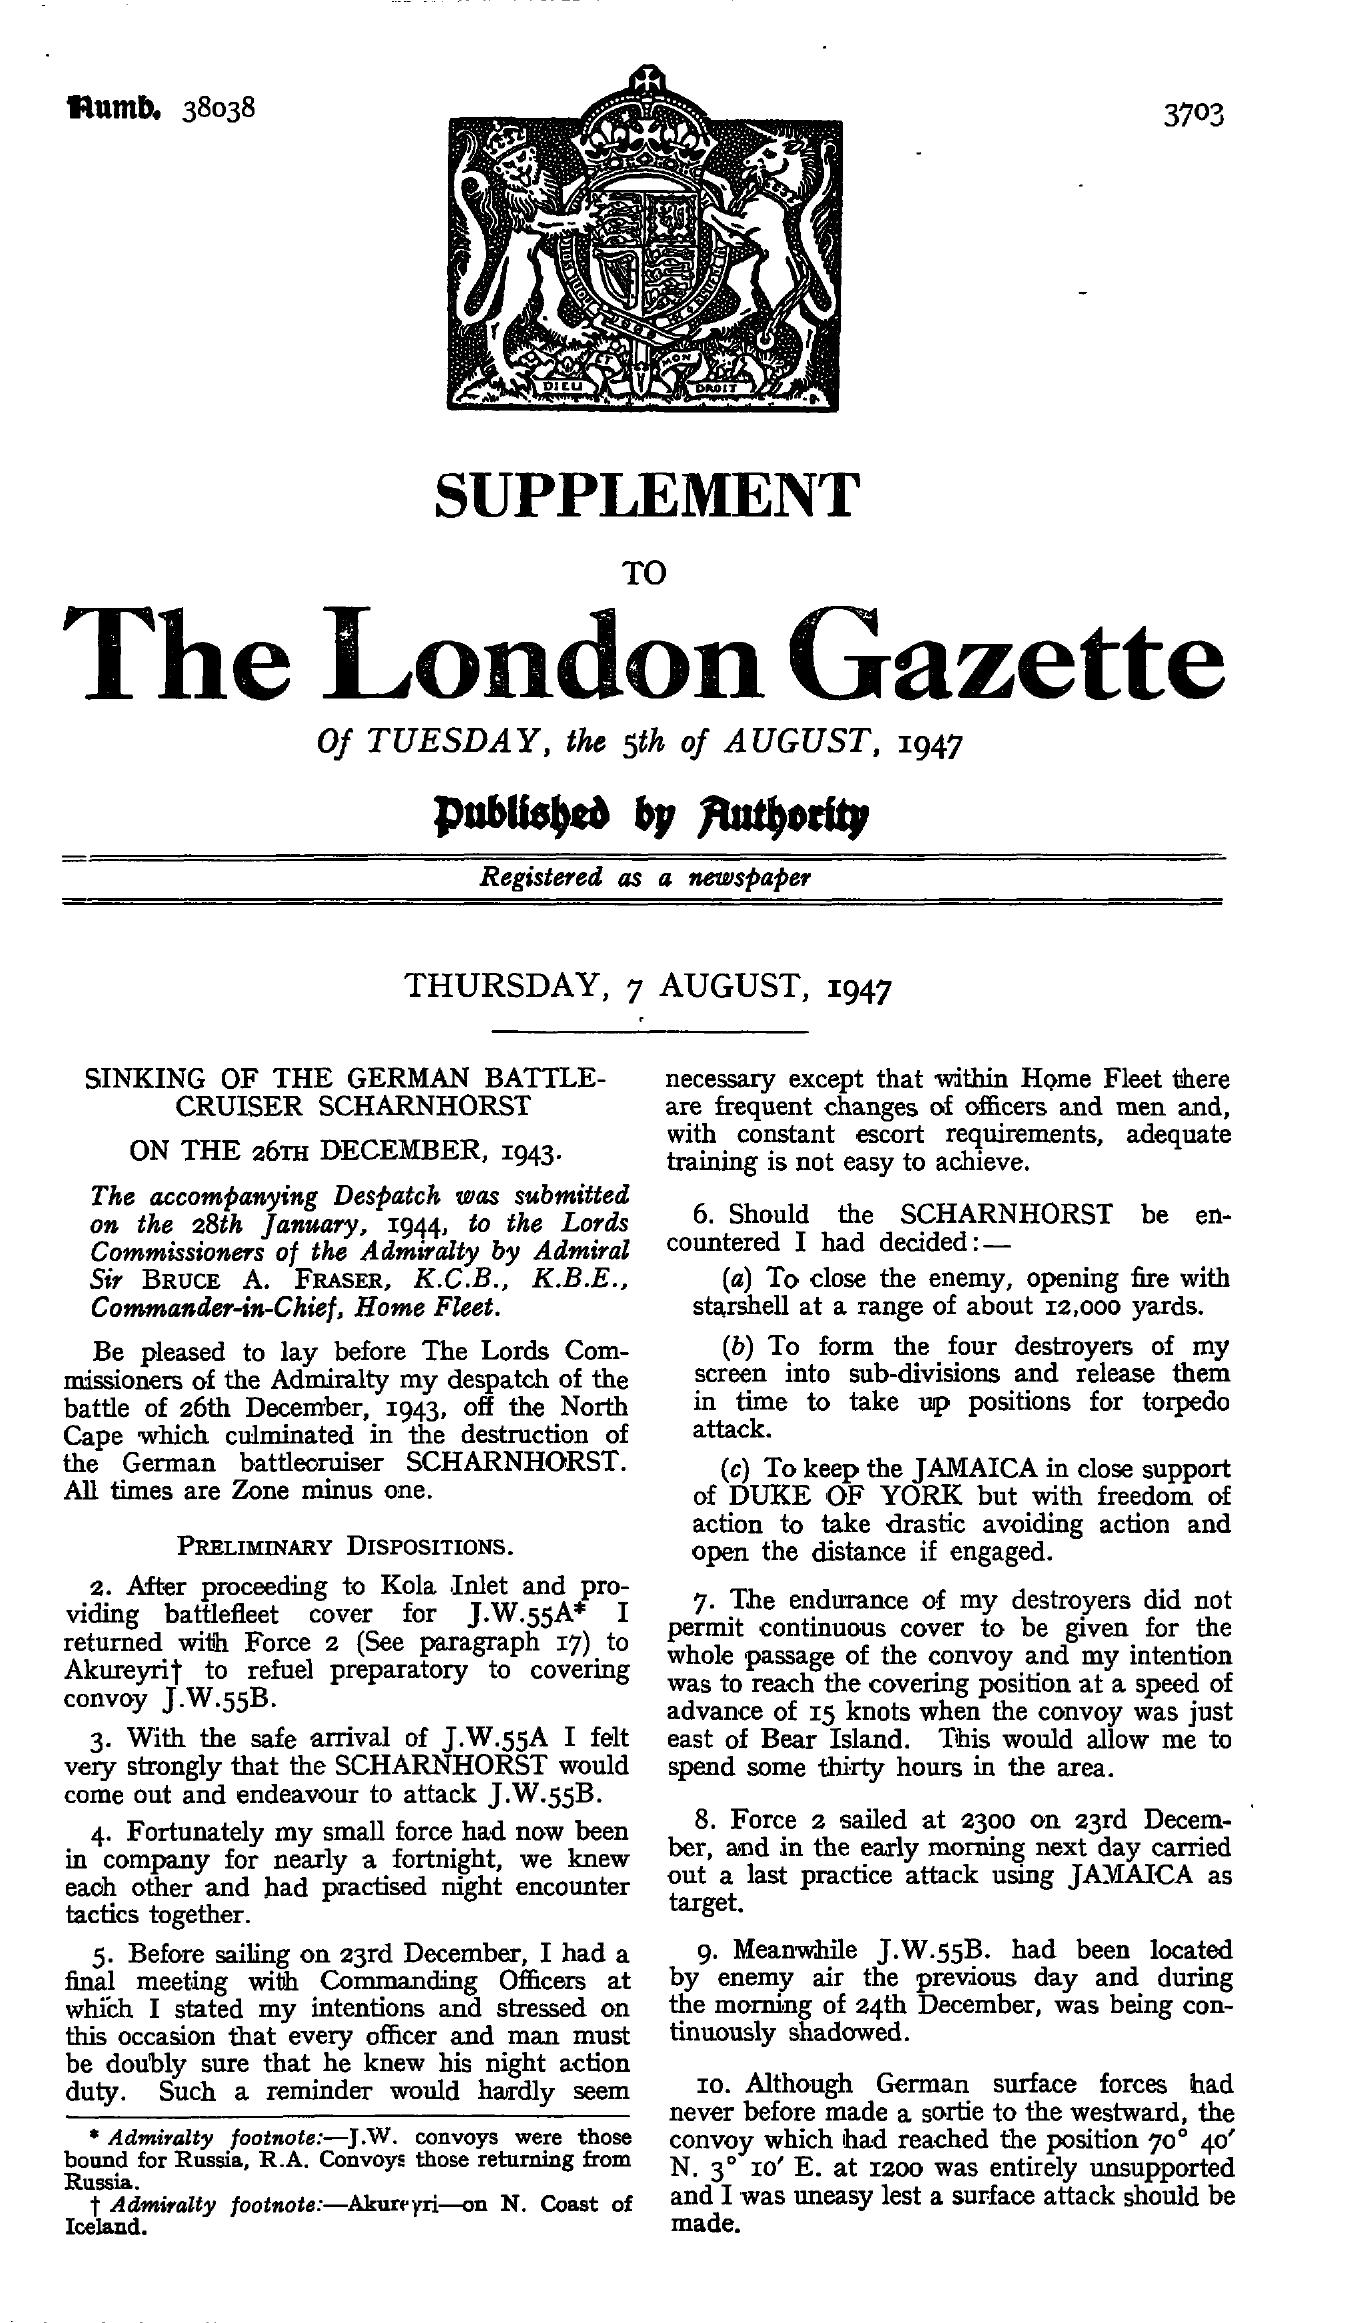 Numb. 38038
3703
DIEU ET MON DROIT
SUPPLEMENT
TO
The London Gazette
Of TUESDAY, the 5th of AUGUST, 1947
Published by Authority
Registered as a newspaper
THURSDAY, 7 AUGUST, 1947
SINKING OF THE GERMAN BATTLE-
CRUISER SCHARNHORST
ON THE 26TH DECEMBER, 1943.
The accompanying Despatch was submitted
on the 28th January, 1944, to the Lords
Commissioners of the Admiralty by Admiral
Sir BRUCE A. FRASER, K.C.B., K.B.E.,
Commander-in-Chief, Home Fleet.
Be pleased to lay before The Lords Com-
missioners of the Admiralty my despatch of the
battle of 26th December, 1943, off the North
Cape which culminated in the destruction of
the German battlecruiser SCHARNHORST.
All times are Zone minus one.
PRELIMINARY DISPOSITIONS.
2. After proceeding to Kola Inlet and pro-
viding battlefleet cover for J.W.55A* I
returned with Force 2 (See paragraph 17) to
Akureyri† to refuel preparatory to covering
convoy J.W.55B.
3. With the safe arrival of J.W.55A I felt
very strongly that the SCHARNHORST would
come out and endeavour to attack J.W.55B.
4. Fortunately my small force had now been
in company for nearly a fortnight, we knew
each other and had practised night encounter
tactics together.
5. Before sailing on 23rd December, I had a
final meeting with Commanding Officers at
which I stated my intentions and stressed on
this occasion that every officer and man must
be doubly sure that he knew his night action
duty. Such a reminder would hardly seem
* Admiralty footnote:—J.W. convoys were those
bound for Russia, R.A. Convoys those returning from
Russia.
† Admiralty footnote:—Akureyri—on N. Coast of
Iceland.
necessary except that within Home Fleet there
are frequent changes of officers and men and,
with constant escort requirements, adequate
training is not easy to achieve.
6. Should the SCHARNHORST be en-
countered I had decided:—
(a) To close the enemy, opening fire with
starshell at a range of about 12,000 yards.
(b) To form the four destroyers of my
screen into sub-divisions and release them
in time to take up positions for torpedo
attack.
(c) To keep the JAMAICA in close support
of DUKE OF YORK but with freedom of
action to take drastic avoiding action and
open the distance if engaged.
7. The endurance of my destroyers did not
permit continuous cover to be given for the
whole passage of the convoy and my intention
was to reach the covering position at a speed of
advance of 15 knots when the convoy was just
east of Bear Island. This would allow me to
spend some thirty hours in the area.
8. Force 2 sailed at 2300 on 23rd Decem-
ber, and in the early morning next day carried
out a last practice attack using JAMAICA as
target.
9. Meanwhile J.W.55B. had been located
by enemy air the previous day and during
the morning of 24th December, was being con-
tinuously shadowed.
10. Although German surface forces had
never before made a sortie to the westward, the
convoy which had reached the position 70° 40′
N. 3° 10′ E. at 1200 was entirely unsupported
and I was uneasy lest a surface attack should be
made.